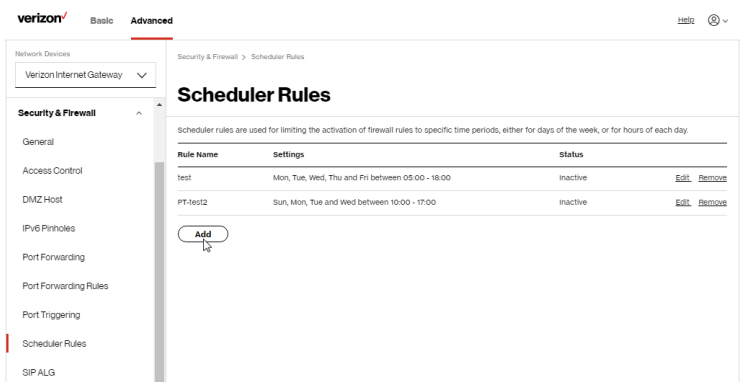 verizon✓ Basic Advanced Help
Network Devices
Verizon Internet Gateway
Security & Firewall
General
Access Control
DMZ Host
IPv6 Pinholes
Port Forwarding
Port Forwarding Rules
Port Triggering
Scheduler Rules
SIP ALG
Security & Firewall > Scheduler Rules
Scheduler Rules
Scheduler rules are used for limiting the activation of firewall rules to specific time periods, either for days of the week, or for hours of each day.
Rule Name Settings Status
test Mon, Tue, Wed, Thu and Fri between 05:00 - 18:00 Inactive Edit Remove
PT-test2 Sun, Mon, Tue and Wed between 10:00 - 17:00 Inactive Edit Remove
Add